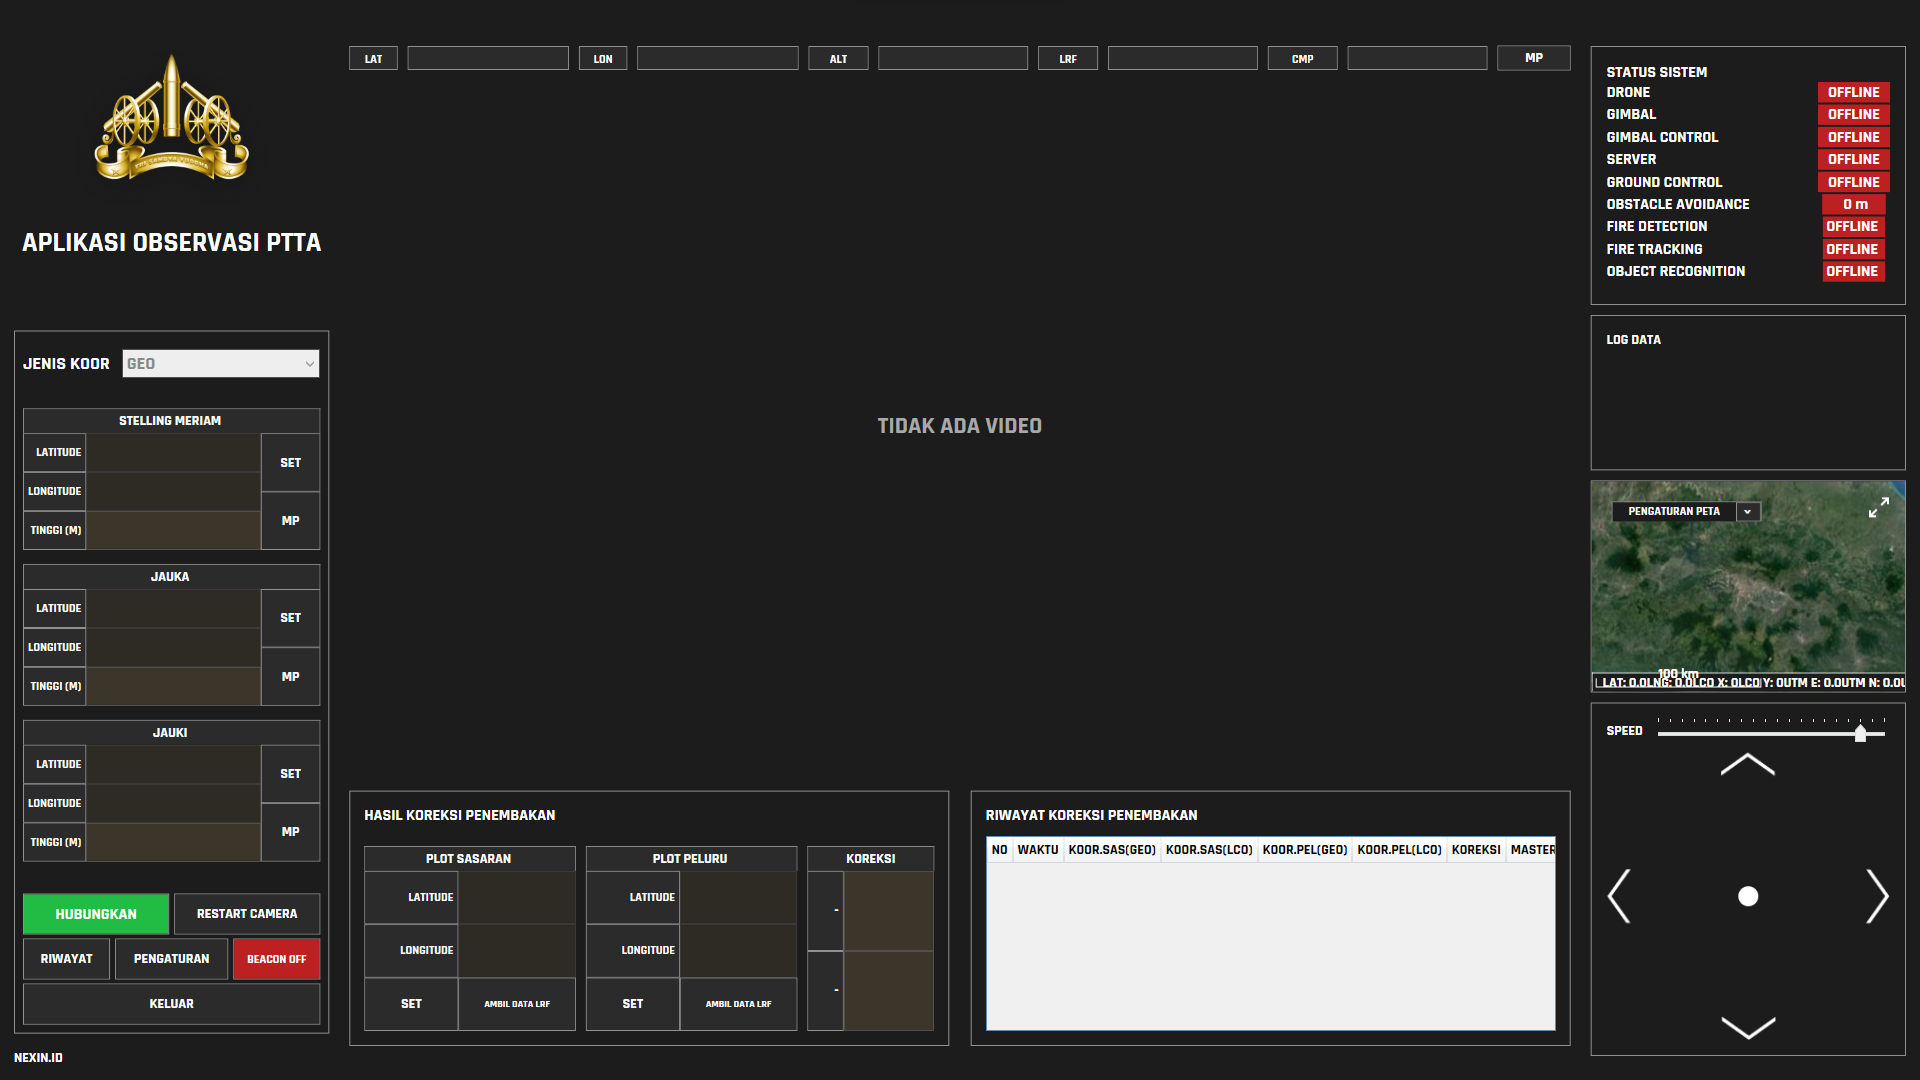 APLIKASI OBSERVASI PTTA
LAT
LON
ALT
LRF
CMP
MP
TIDAK ADA VIDEO
JENIS KOOR
GEO
STELLING MERIAM
LATITUDE
LONGITUDE
TINGGI (M)
SET
MP
JAUKA
LATITUDE
LONGITUDE
TINGGI (M)
SET
MP
JAUKI
LATITUDE
LONGITUDE
TINGGI (M)
SET
MP
HUBUNGKAN
RESTART CAMERA
RIWAYAT
PENGATURAN
BEACON OFF
KELUAR
NEXIN.ID
HASIL KOREKSI PENEMBAKAN
PLOT SASARAN
LATITUDE
LONGITUDE
SET
AMBIL DATA LRF
PLOT PELURU
LATITUDE
LONGITUDE
SET
AMBIL DATA LRF
KOREKSI
-
-
RIWAYAT KOREKSI PENEMBAKAN
NO WAKTU KOOR.SAS(GEO) KOOR.SAS(LCO) KOOR.PEL(GEO) KOOR.PEL(LCO) KOREKSI MASTER
STATUS SISTEM
DRONE OFFLINE
GIMBAL OFFLINE
GIMBAL CONTROL OFFLINE
SERVER OFFLINE
GROUND CONTROL OFFLINE
OBSTACLE AVOIDANCE 0 m
FIRE DETECTION OFFLINE
FIRE TRACKING OFFLINE
OBJECT RECOGNITION OFFLINE
LOG DATA
PENGATURAN PETA
100 km
LAT: 0.0LNG: 0.0LCO X: 0LCO Y: 0UTM E: 0.0UTM N: 0.0U
SPEED